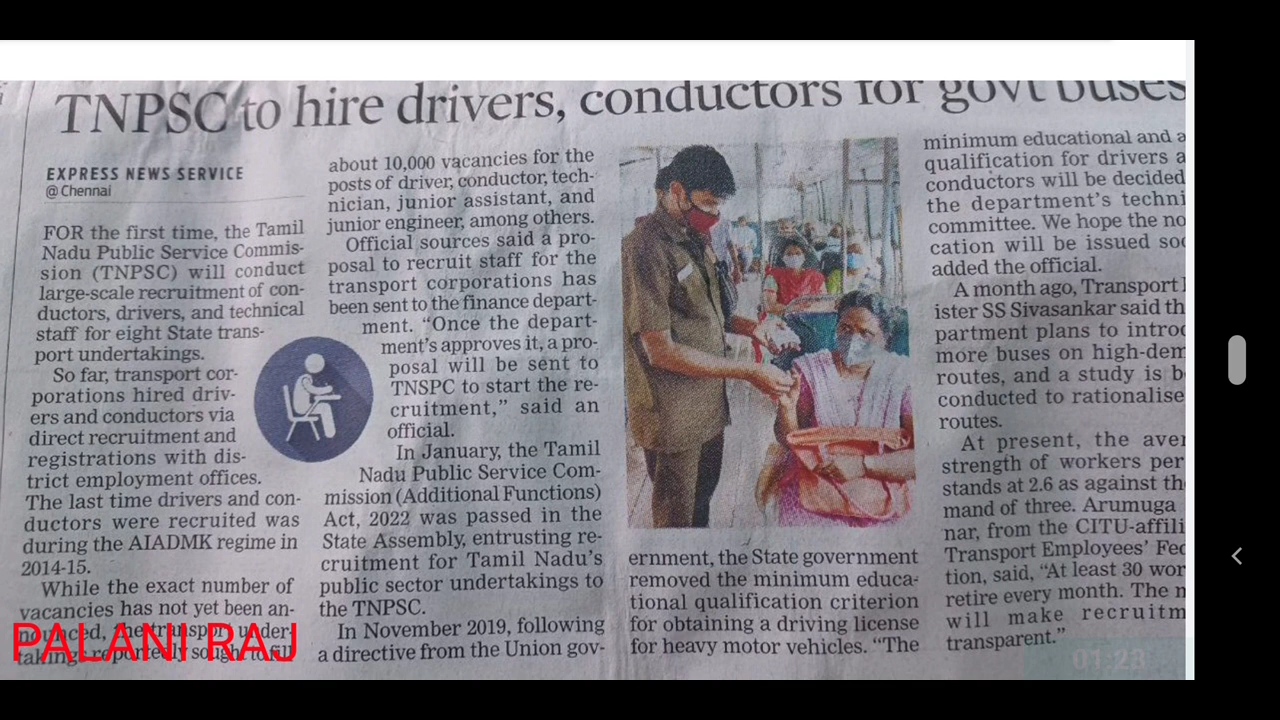 TNPSC to hire drivers, conductors for govt buses
EXPRESS NEWS SERVICE
@ Chennai
FOR the first time, the Tamil
Nadu Public Service Commis-
sion (TNPSC) will conduct
large-scale recruitment of con-
ductors, drivers, and technical
staff for eight State trans-
port undertakings.
So far, transport cor-
porations hired driv-
ers and conductors via
direct recruitment and
registrations with dis-
trict employment offices.
The last time drivers and con-
ductors were recruited was
during the AIADMK regime in
2014-15.
While the exact number of
vacancies has not yet been an-
nounced, the transport under-
takings reportedly sought to fill
about 10,000 vacancies for the
posts of driver, conductor, tech-
nician, junior assistant, and
junior engineer, among others.
Official sources said a pro-
posal to recruit staff for the
transport corporations has
been sent to the finance depart-
ment. “Once the depart-
ment’s approves it, a pro-
posal will be sent to
TNSPC to start the re-
cruitment,” said an
official.
In January, the Tamil
Nadu Public Service Com-
mission (Additional Functions)
Act, 2022 was passed in the
State Assembly, entrusting re-
cruitment for Tamil Nadu’s
public sector undertakings to
the TNPSC.
In November 2019, following
a directive from the Union gov-
ernment, the State government
removed the minimum educa-
tional qualification criterion
for obtaining a driving license
for heavy motor vehicles. “The
minimum educational and a
qualification for drivers a
conductors will be decided
the department’s techni
committee. We hope the no
cation will be issued soo
added the official.
A month ago, Transport
ister SS Sivasankar said th
partment plans to introd
more buses on high-dem
routes, and a study is b
conducted to rationalise
routes.
At present, the aver
strength of workers per
stands at 2.6 as against th
mand of three. Arumuga
nar, from the CITU-affili
Transport Employees’ Fed
tion, said, “At least 30 wor
retire every month. The
will make recruitm
transparent.”
PALANI RAJ
01:23